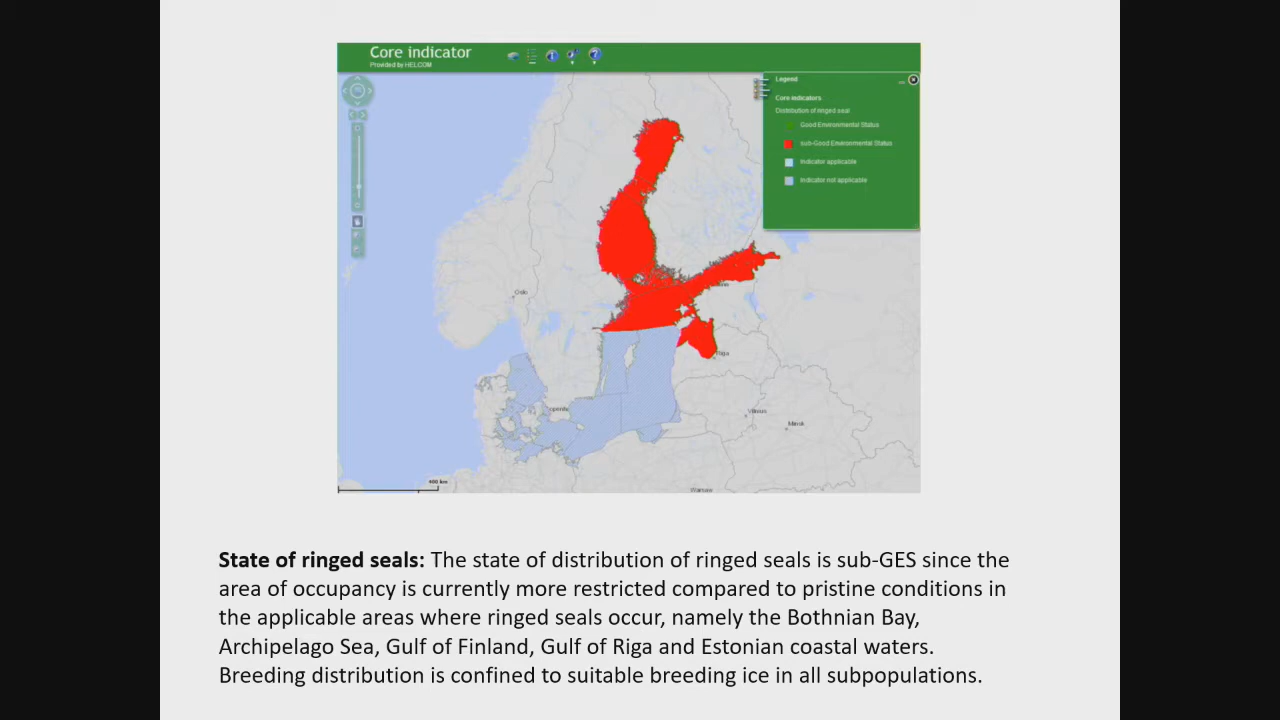 Core indicator
Provided by HELCOM
Legend
Core indicators
Distribution of ringed seal
Good Environmental Status
sub-Good Environmental Status
Indicator applicable
Indicator not applicable
Oslo
Riga
Vilnius
Minsk
400 km
Warsaw
State of ringed seals: The state of distribution of ringed seals is sub-GES since the
area of occupancy is currently more restricted compared to pristine conditions in
the applicable areas where ringed seals occur, namely the Bothnian Bay,
Archipelago Sea, Gulf of Finland, Gulf of Riga and Estonian coastal waters.
Breeding distribution is confined to suitable breeding ice in all subpopulations.